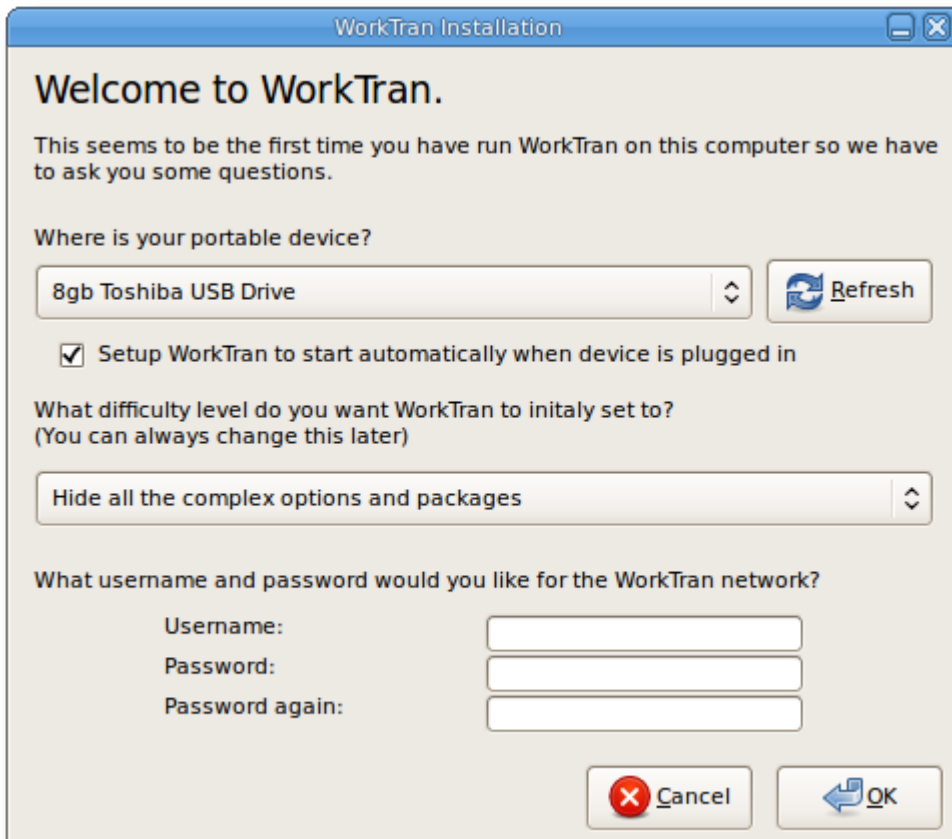 WorkTran Installation
Welcome to WorkTran.
This seems to be the first time you have run WorkTran on this computer so we have
to ask you some questions.
Where is your portable device?
8gb Toshiba USB Drive
Refresh
Setup WorkTran to start automatically when device is plugged in
What difficulty level do you want WorkTran to initaly set to?
(You can always change this later)
Hide all the complex options and packages
What username and password would you like for the WorkTran network?
Username:
Password:
Password again:
Cancel
OK